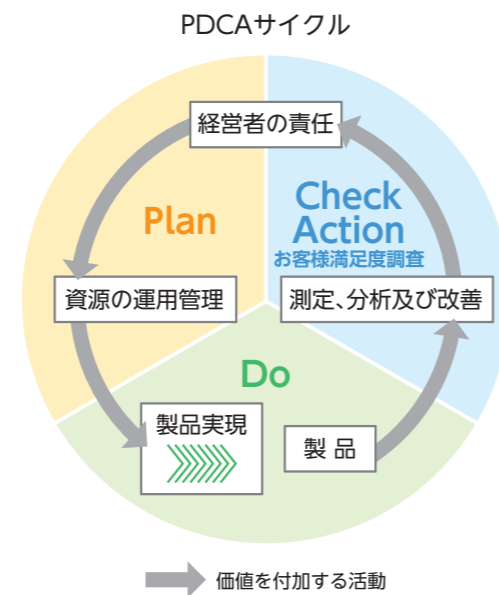 PDCAサイクル
経営者の責任
Plan
Check
Action
お客様満足度調査
資源の運用管理
測定、分析及び改善
Do
製品実現
製 品
価値を付加する活動